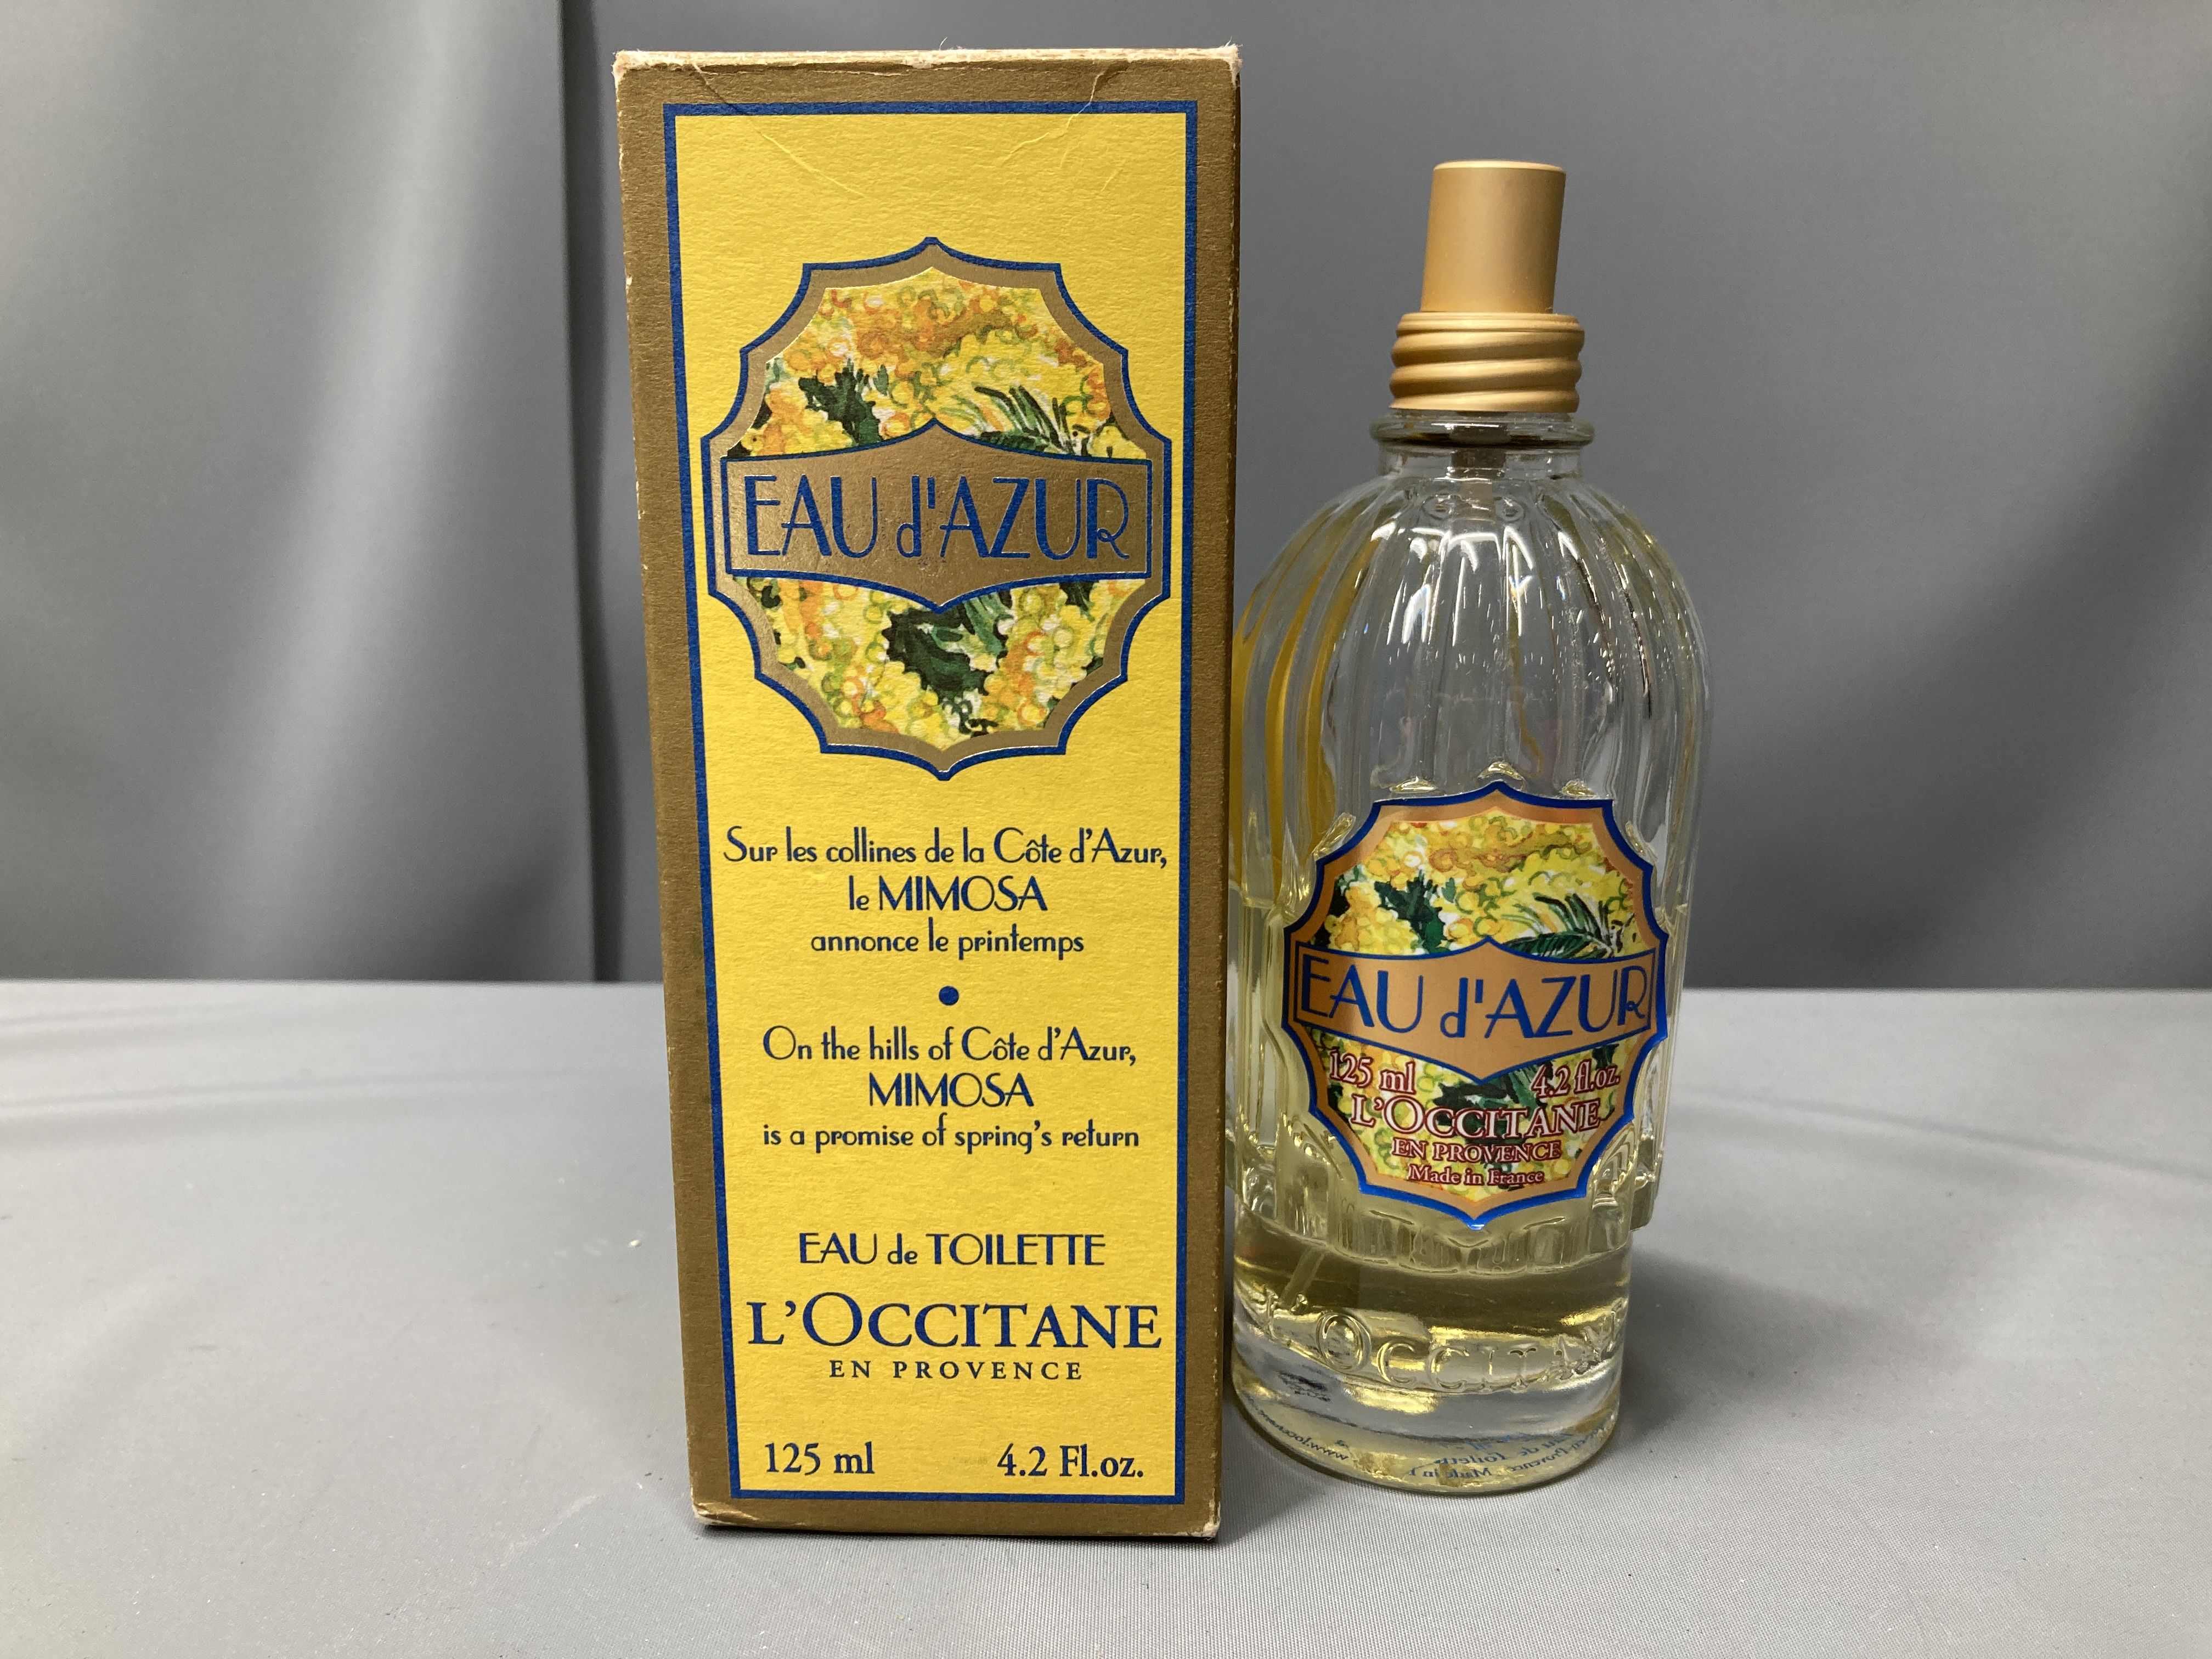 EAU d'AZUR
Sur les collines de la Côte d'Azur,
le MIMOSA
annonce le printemps
On the hills of Côte d'Azur,
MIMOSA
is a promise of spring's return
EAU de TOILETTE
L'OCCITANE
EN PROVENCE
125 ml 4.2 Fl.oz.
EAU d'AZUR
125 ml 4.2 fl.oz.
L'OCCITANE
EN PROVENCE
Made in France
L'OCCITANE